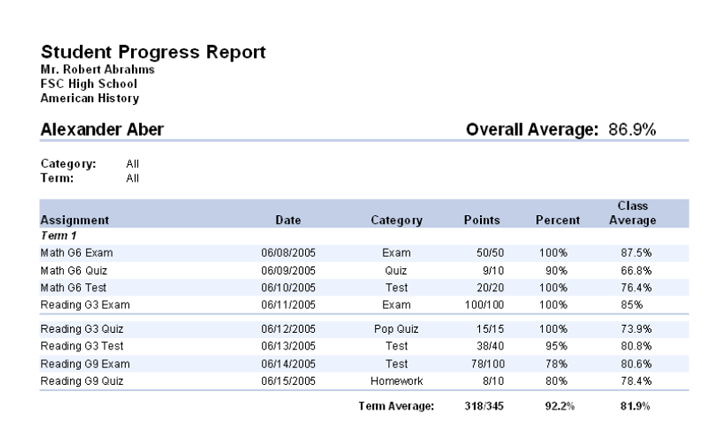 Student Progress Report
Mr. Robert Abrahms
FSC High School
American History
Alexander Aber Overall Average: 86.9%
Category: All
Term: All
Assignment Date Category Points Percent Class Average
Term 1
Math G6 Exam 06/08/2005 Exam 50/50 100% 87.5%
Math G6 Quiz 06/09/2005 Quiz 9/10 90% 66.8%
Math G6 Test 06/10/2005 Test 20/20 100% 76.4%
Reading G3 Exam 06/11/2005 Exam 100/100 100% 85%
Reading G3 Quiz 06/12/2005 Pop Quiz 15/15 100% 73.9%
Reading G3 Test 06/13/2005 Test 38/40 95% 80.8%
Reading G9 Exam 06/14/2005 Test 78/100 78% 80.6%
Reading G9 Quiz 06/15/2005 Homework 8/10 80% 78.4%
Term Average: 318/345 92.2% 81.9%